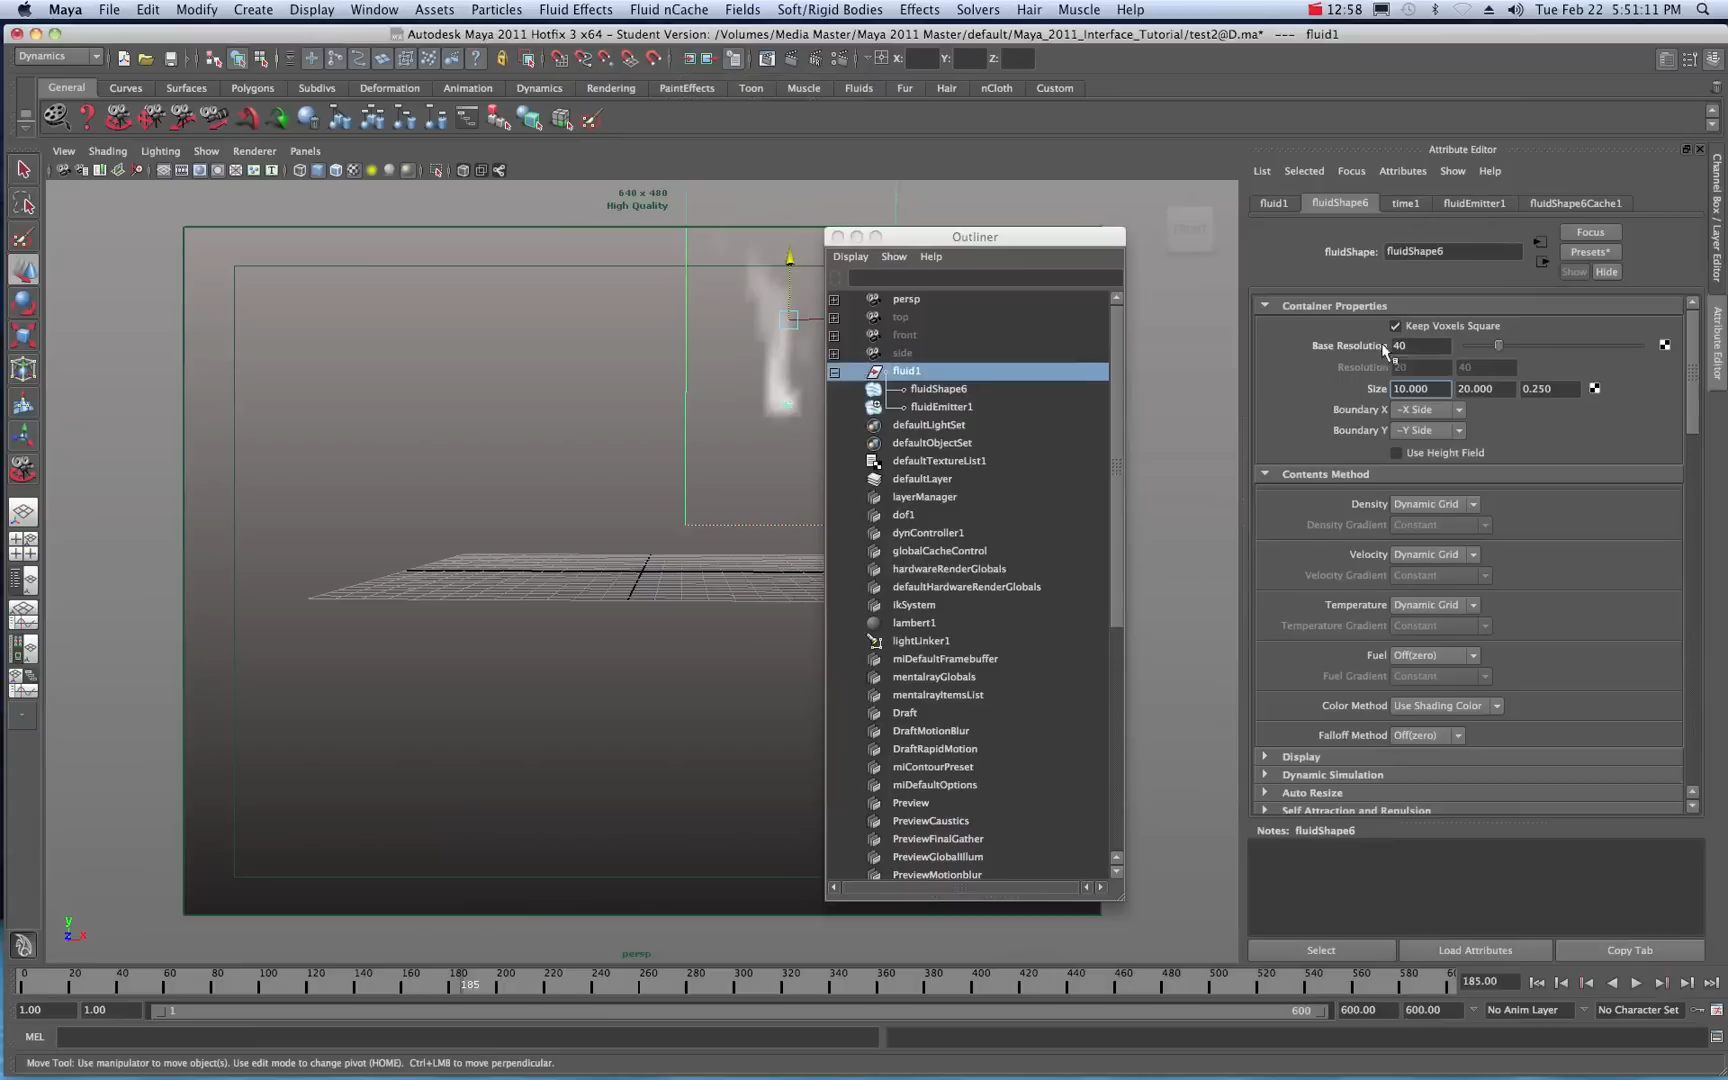 Maya File Edit Modify Create Display Window Assets Particles Fluid Effects Fluid nCache Fields Soft/Rigid Bodies Effects Solvers Hair Muscle Help 12:58 Tue Feb 22 5:51:11 PM
Autodesk Maya 2011 Hotfix 3 x64 - Student Version: /Volumes/Media Master/Maya 2011 Master/default/Maya_2011_Interface_Tutorial/test2@D.ma* --- fluid1
Dynamics X: Y: Z:
General Curves Surfaces Polygons Subdivs Deformation Animation Dynamics Rendering PaintEffects Toon Muscle Fluids Fur Hair nCloth Custom
View Shading Lighting Show Renderer Panels
Attribute Editor
List Selected Focus Attributes Show Help
fluid1 fluidShape6 time1 fluidEmitter1 fluidShape6Cache1
640 x 480
High Quality
FRONT
Focus
fluidShape: fluidShape6 Presets*
Show Hide
Outliner
Display Show Help
persp
top
front
side
fluid1
fluidShape6
fluidEmitter1
defaultLightSet
defaultObjectSet
defaultTextureList1
defaultLayer
layerManager
dof1
dynController1
globalCacheControl
hardwareRenderGlobals
defaultHardwareRenderGlobals
ikSystem
lambert1
lightLinker1
miDefaultFramebuffer
mentalrayGlobals
mentalrayItemsList
Draft
DraftMotionBlur
DraftRapidMotion
miContourPreset
miDefaultOptions
Preview
PreviewCaustics
PreviewFinalGather
PreviewGlobalIllum
PreviewMotionblur
Container Properties
Keep Voxels Square
Base Resolution 40
Resolution 20 40
Size 10.000 20.000 0.250
Boundary X -X Side
Boundary Y -Y Side
Use Height Field
Contents Method
Density Dynamic Grid
Density Gradient Constant
Velocity Dynamic Grid
Velocity Gradient Constant
Temperature Dynamic Grid
Temperature Gradient Constant
Fuel Off(zero)
Fuel Gradient Constant
Color Method Use Shading Color
Falloff Method Off(zero)
Display
Dynamic Simulation
Auto Resize
Self Attraction and Repulsion
Notes: fluidShape6
Select Load Attributes Copy Tab
Channel Box / Layer Editor
Attribute Editor
y
z x
persp
0 20 40 60 80 100 120 140 160 180 200 220 240 260 280 300 320 340 360 380 400 420 440 460 480 500 520 540 560 580 60 185.00
185
1.00 1.00 1 600 600.00 600.00 No Anim Layer No Character Set
MEL
Move Tool: Use manipulator to move object(s). Use edit mode to change pivot (HOME). Ctrl+LMB to move perpendicular.